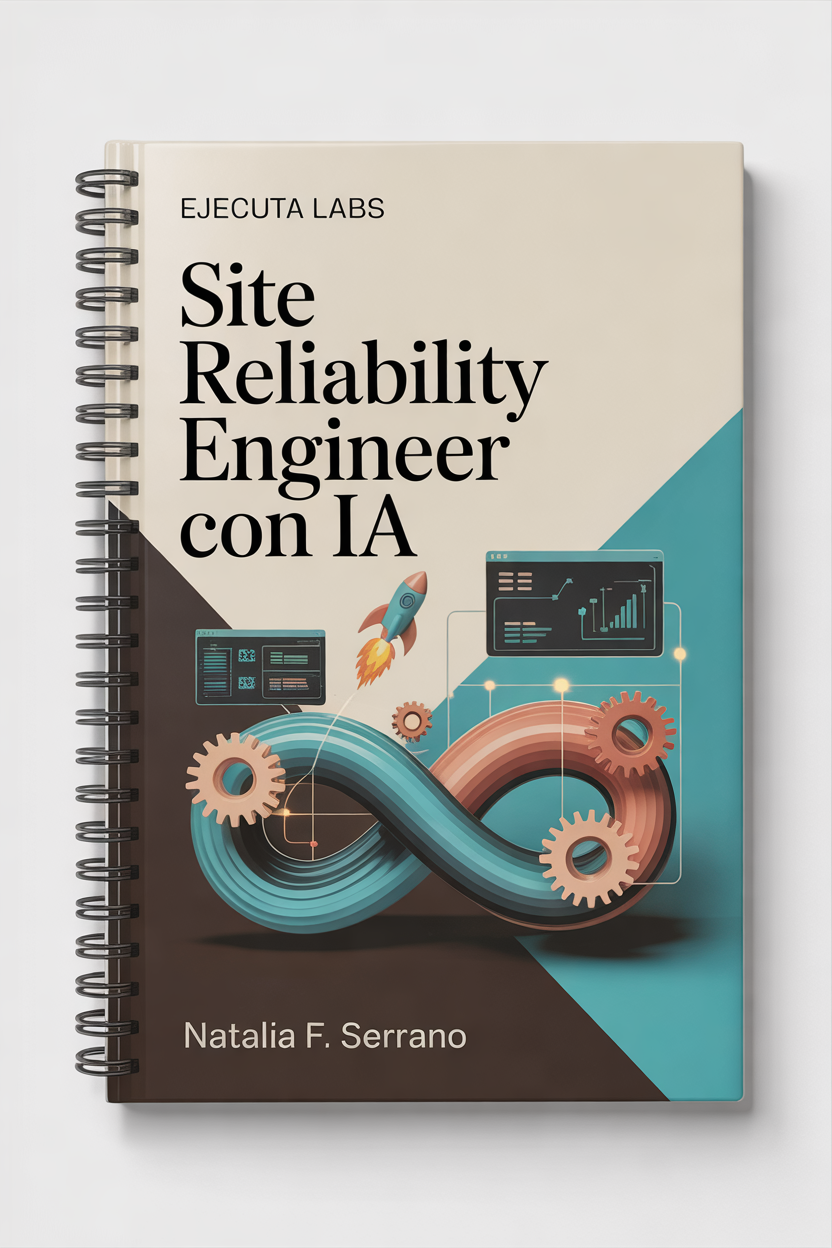 EJECUTA LABS
Site
Reliability
Engineer
con IA
Natalia F. Serrano